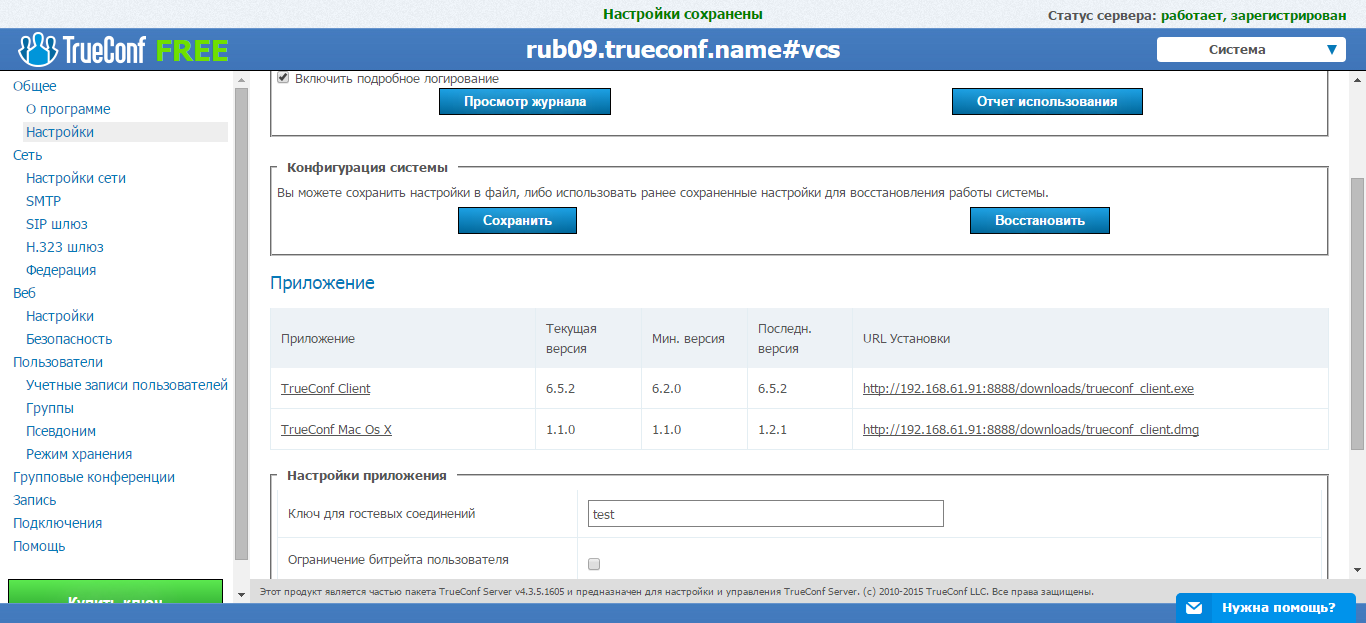 Настройки сохранены
Статус сервера: работает, зарегистрирован
TrueConf FREE
rub09.trueconf.name#vcs
Система
Общее
О программе
Настройки
Сеть
Настройки сети
SMTP
SIP шлюз
H.323 шлюз
Федерация
Веб
Настройки
Безопасность
Пользователи
Учетные записи пользователей
Группы
Псевдоним
Режим хранения
Групповые конференции
Запись
Подключения
Помощь
Купить ключ
Включить подробное логирование
Просмотр журнала
Отчет использования
Конфигурация системы
Вы можете сохранить настройки в файл, либо использовать ранее сохраненные настройки для восстановления работы системы.
Сохранить
Восстановить
Приложение
Приложение Текущая версия Мин. версия Последн. версия URL Установки
TrueConf Client 6.5.2 6.2.0 6.5.2 http://192.168.61.91:8888/downloads/trueconf_client.exe
TrueConf Mac Os X 1.1.0 1.1.0 1.2.1 http://192.168.61.91:8888/downloads/trueconf_client.dmg
Настройки приложения
Ключ для гостевых соединений test
Ограничение битрейта пользователя
Этот продукт является частью пакета TrueConf Server v4.3.5.1605 и предназначен для настройки и управления TrueConf Server. (c) 2010-2015 TrueConf LLC. Все права защищены.
Нужна помощь?